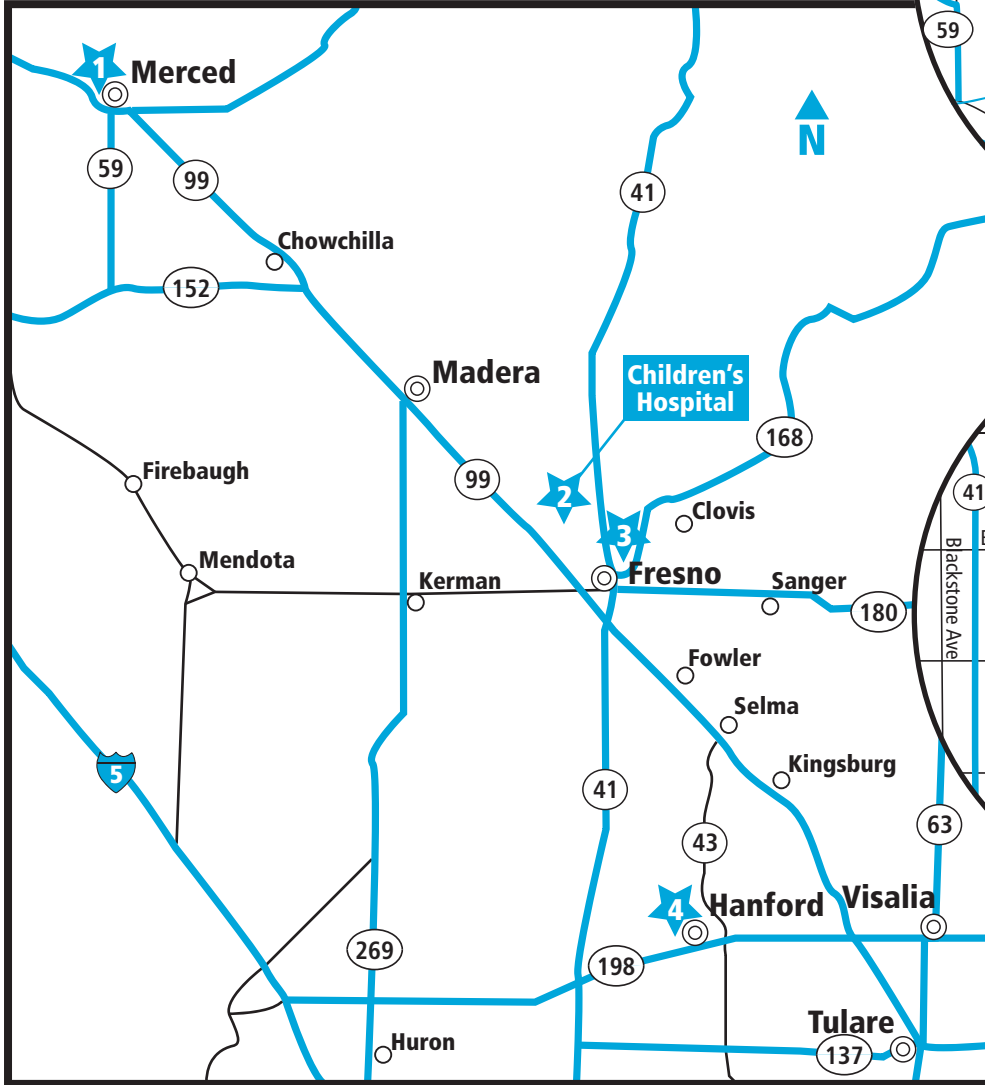 59
1
Merced
N
59
99
41
Chowchilla
152
Madera
Children's
Hospital
168
Firebaugh
99
2
41
Clovis
3
Mendota
Kerman
Fresno
Sanger
180
Blackstone Ave
Fowler
Selma
5
Kingsburg
41
63
43
4
Hanford
Visalia
269
198
Tulare
Huron
137